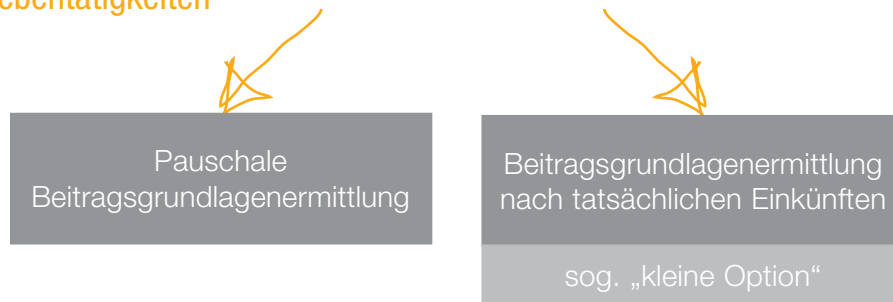 Pauschale
Beitragsgrundlagenermittlung
Beitragsgrundlagenermittlung
nach tatsächlichen Einkünften
sog. „kleine Option“